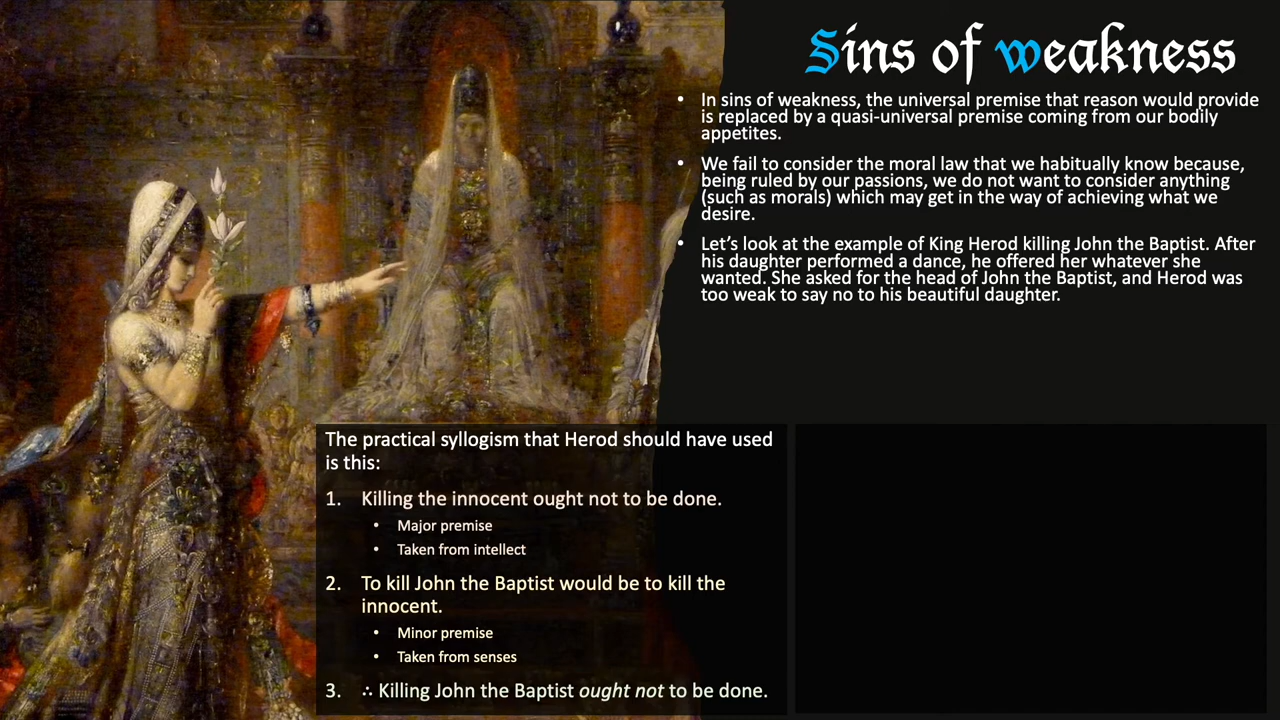 Sins of weakness
• In sins of weakness, the universal premise that reason would provide
is replaced by a quasi-universal premise coming from our bodily
appetites.
• We fail to consider the moral law that we habitually know because,
being ruled by our passions, we do not want to consider anything
(such as morals) which may get in the way of achieving what we
desire.
• Let’s look at the example of King Herod killing John the Baptist. After
his daughter performed a dance, he offered her whatever she
wanted. She asked for the head of John the Baptist, and Herod was
too weak to say no to his beautiful daughter.
The practical syllogism that Herod should have used
is this:
1. Killing the innocent ought not to be done.
• Major premise
• Taken from intellect
2. To kill John the Baptist would be to kill the
innocent.
• Minor premise
• Taken from senses
3. ∴ Killing John the Baptist ought not to be done.